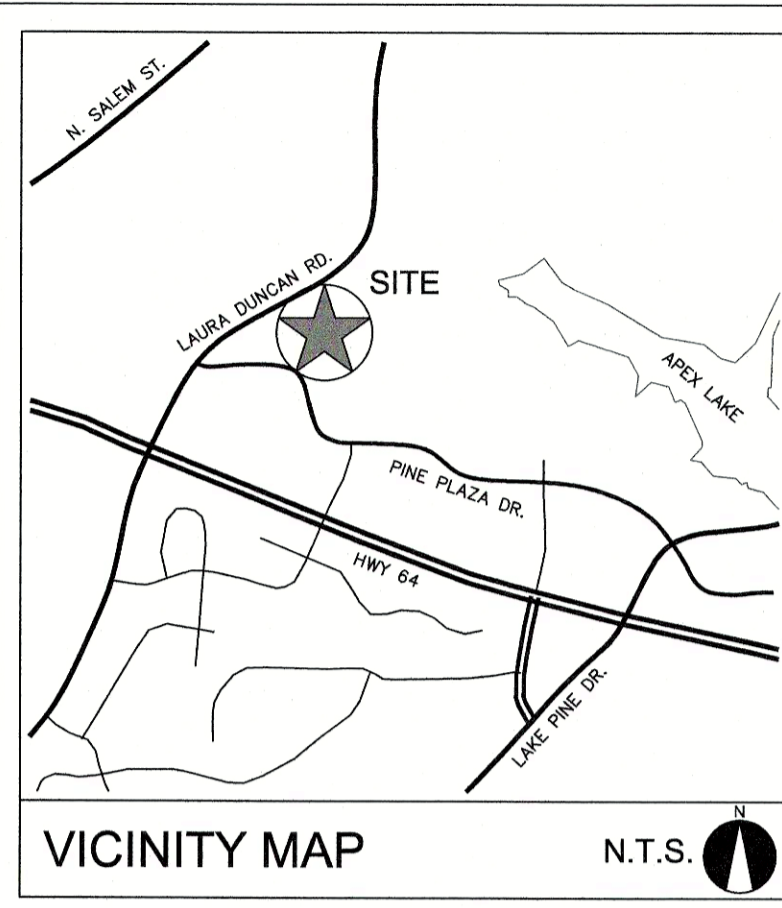 N. SALEM ST.
LAURA DUNCAN RD.
SITE
APEX LAKE
PINE PLAZA DR.
HWY 64
LAKE PINE DR.
VICINITY MAP
N.T.S.
N